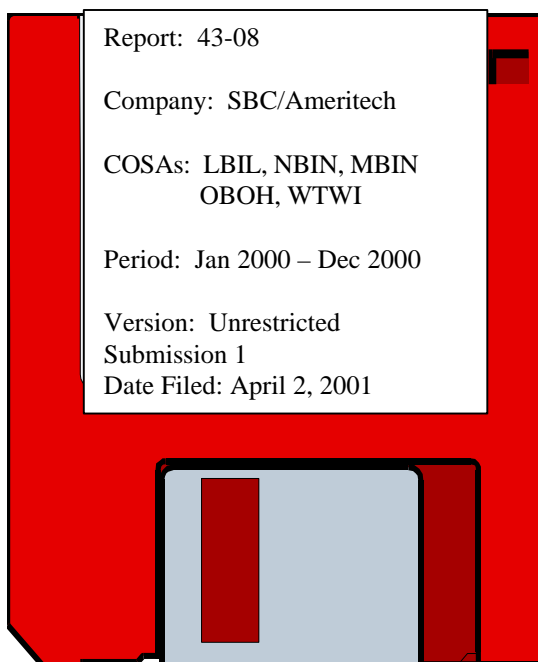 Report: 43-08
Company: SBC/Ameritech
COSAs: LBIL, NBIN, MBIN
OBOH, WTWI
Period: Jan 2000 – Dec 2000
Version: Unrestricted
Submission 1
Date Filed: April 2, 2001